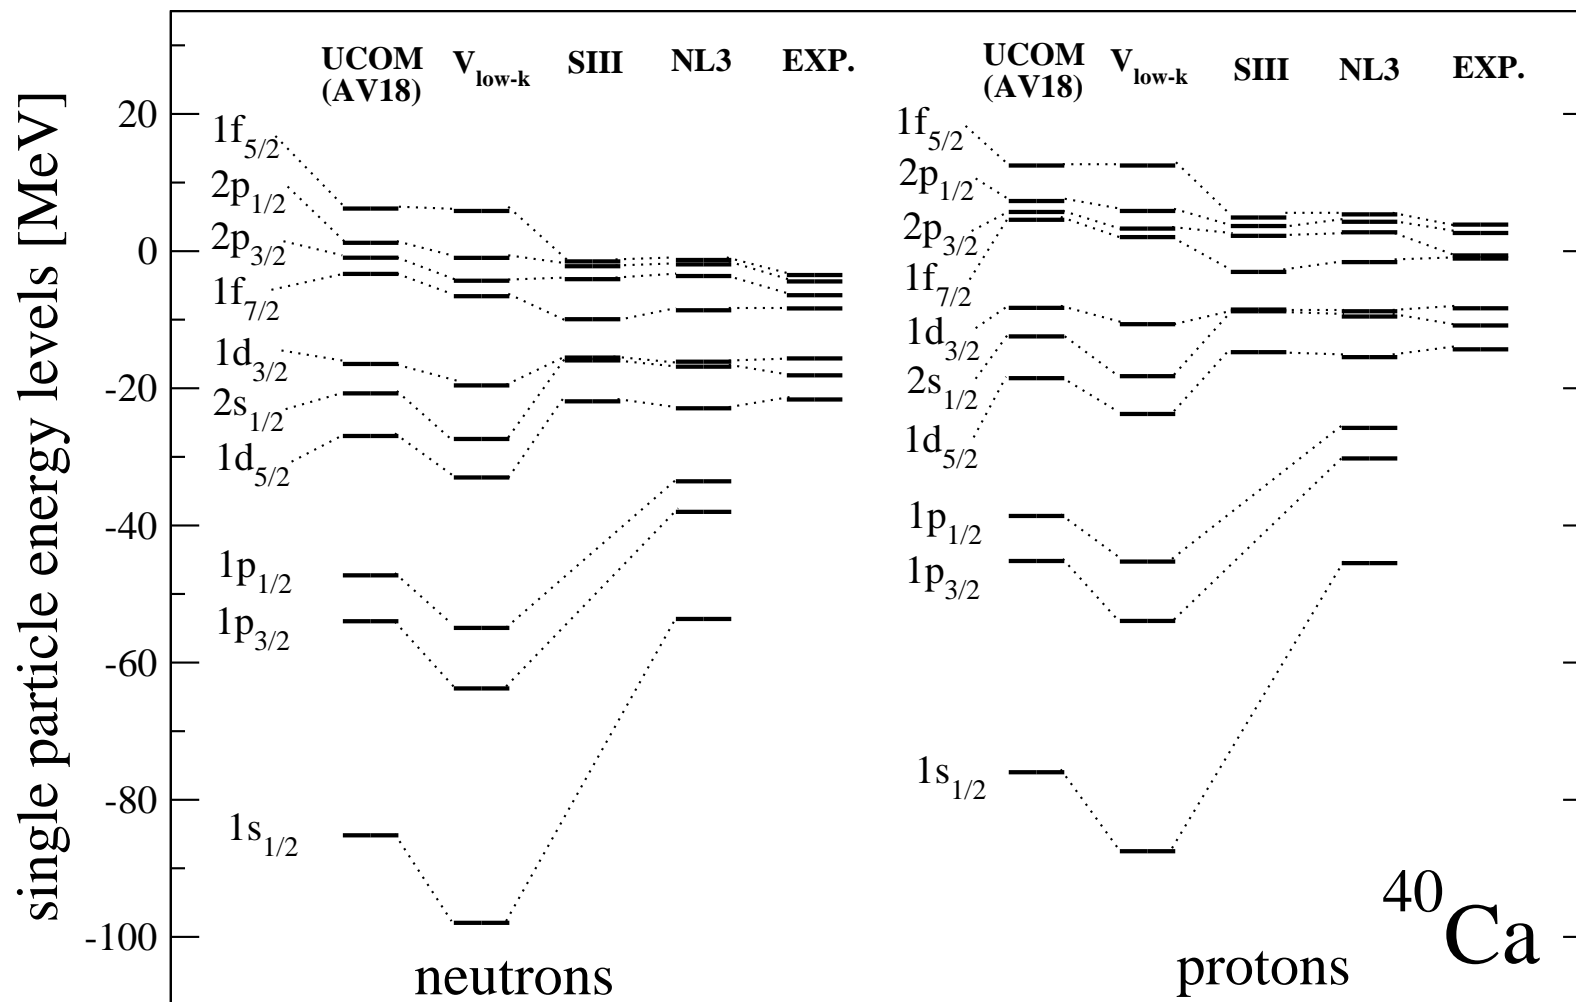 single particle energy levels [MeV]
20
0
-20
-40
-60
-80
-100
UCOM
(AV18)
V_low-k
SIII
NL3
EXP.
1f_5/2
2p_1/2
2p_3/2
1f_7/2
1d_3/2
2s_1/2
1d_5/2
1p_1/2
1p_3/2
1s_1/2
neutrons
UCOM
(AV18)
V_low-k
SIII
NL3
EXP.
1f_5/2
2p_1/2
2p_3/2
1f_7/2
1d_3/2
2s_1/2
1d_5/2
1p_1/2
1p_3/2
1s_1/2
protons
^40Ca